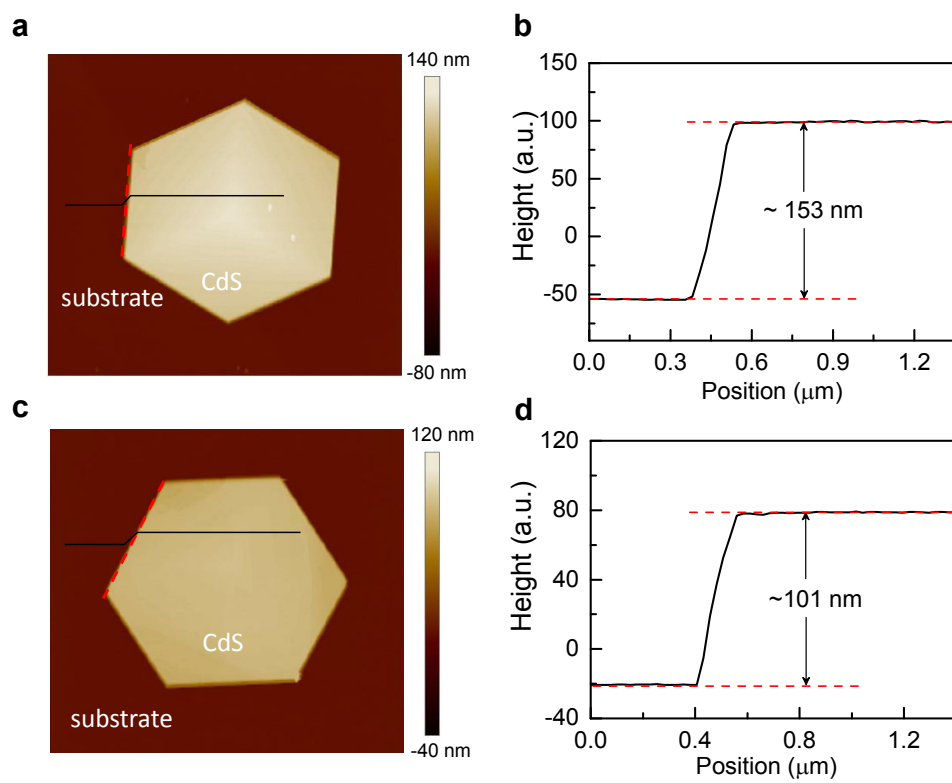 a
140 nm
CdS
substrate
-80 nm
b
150
100
50
0
-50
Height (a.u.)
~ 153 nm
0.0 0.3 0.6 0.9 1.2
Position (μm)
c
120 nm
CdS
substrate
-40 nm
d
120
80
40
0
-40
Height (a.u.)
~101 nm
0.0 0.4 0.8 1.2
Position (μm)